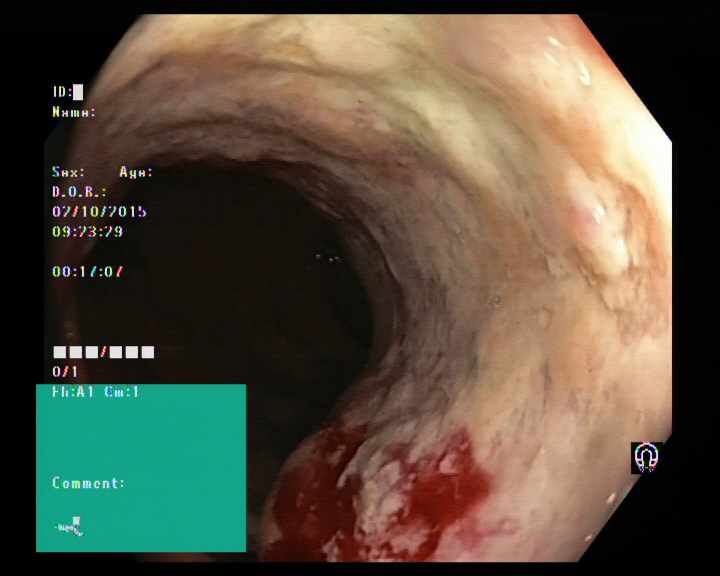 ID:
Name:
Sex: Age:
D.O.B.:
02/10/2015
09:23:29
00:17:07
■■■/■■■
0/1
Eh:A1 Cm:1
Comment: